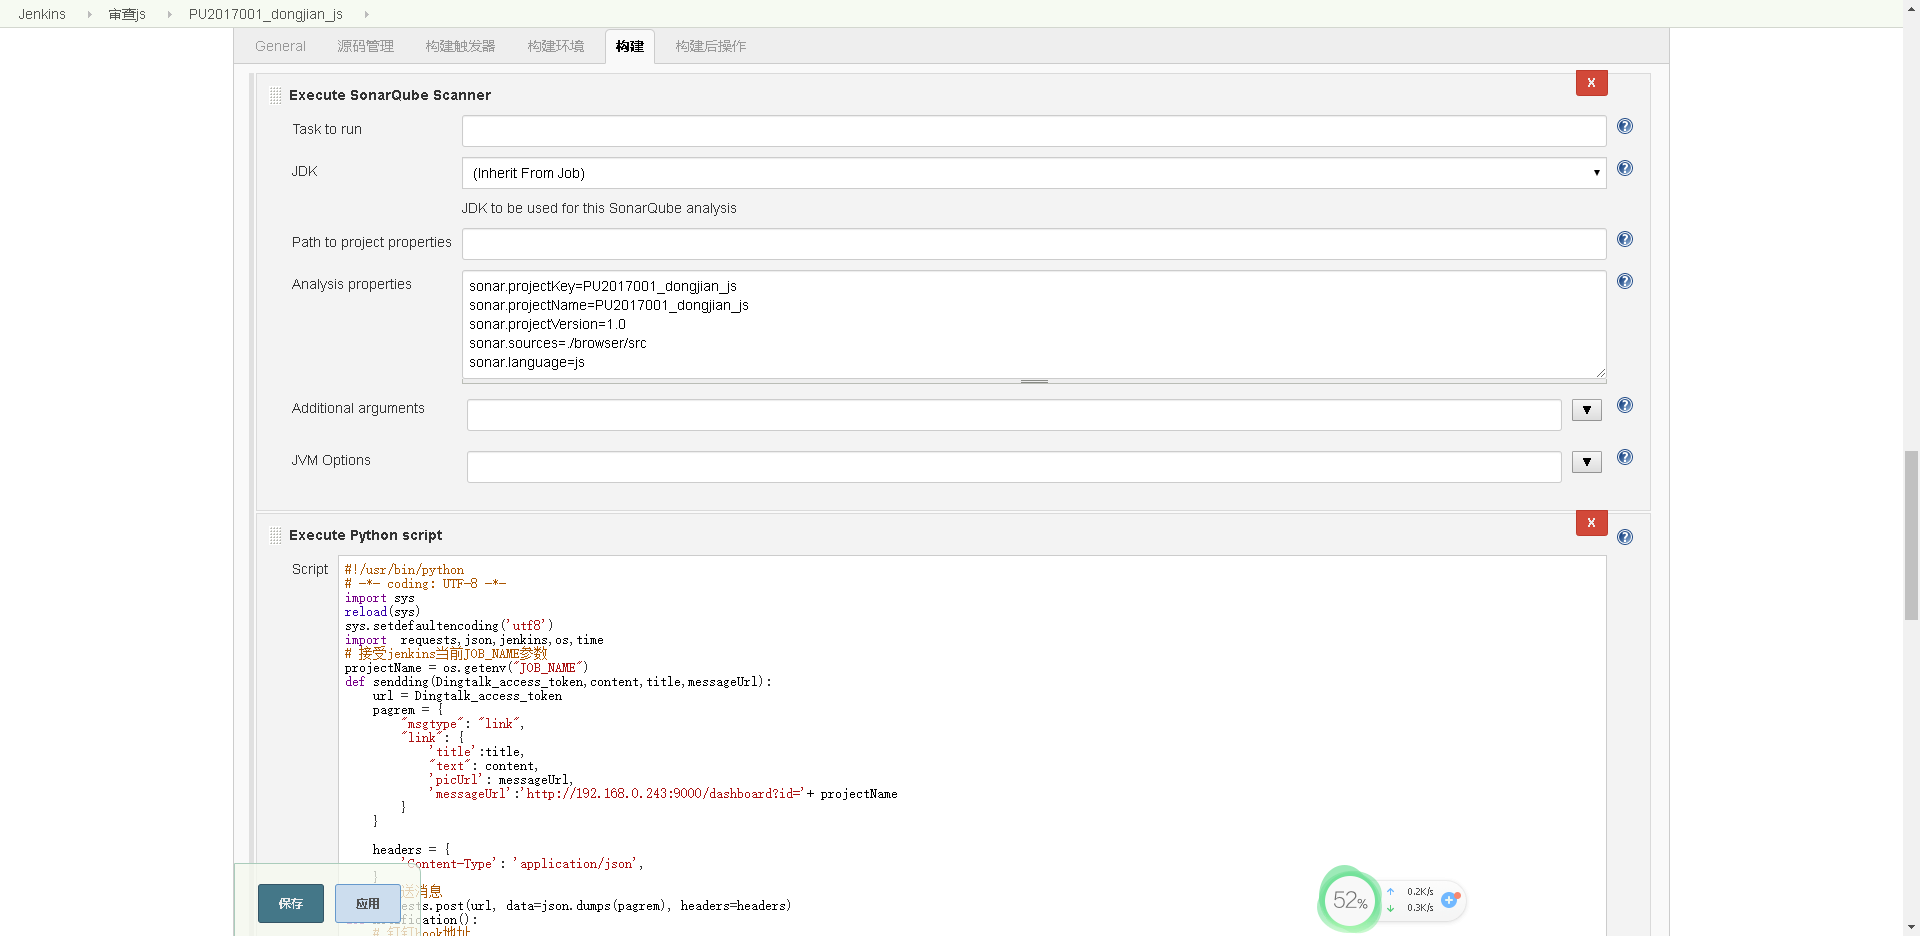 Jenkins
审查js
PU2017001_dongjian_js
General
源码管理
构建触发器
构建环境
构建
构建后操作
X
Execute SonarQube Scanner
Task to run
JDK
(Inherit From Job)
JDK to be used for this SonarQube analysis
Path to project properties
Analysis properties
sonar.projectKey=PU2017001_dongjian_js
sonar.projectName=PU2017001_dongjian_js
sonar.projectVersion=1.0
sonar.sources=./browser/src
sonar.language=js
Additional arguments
JVM Options
X
Execute Python script
Script
#!/usr/bin/python
# -*- coding: UTF-8 -*-
import sys
reload(sys)
sys.setdefaultencoding('utf8')
import  requests,json,jenkins,os,time
# 接受jenkins当前JOB_NAME参数
projectName = os.getenv("JOB_NAME")
def sendding(Dingtalk_access_token,content,title,messageUrl):
    url = Dingtalk_access_token
    pagrem = {
        "msgtype": "link",
        "link": {
            'title':title,
            "text": content,
            'picUrl': messageUrl,
            'messageUrl':'http://192.168.0.243:9000/dashboard?id='+ projectName
        }
    }
    headers = {
        'Content-Type': 'application/json',
    }
送消息
ests.post(url, data=json.dumps(pagrem), headers=headers)
ification():
# 钉钉hook地址
保存
应用
52%
0.2K/s
0.3K/s